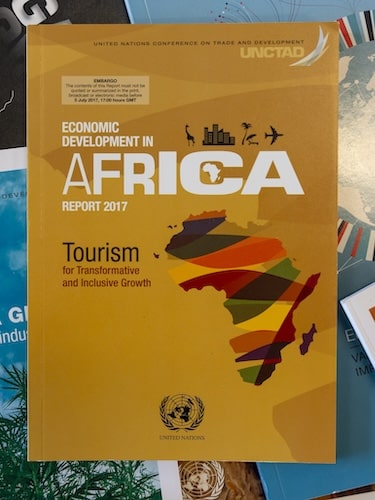 UNITED NATIONS CONFERENCE ON TRADE AND DEVELOPMENT
UNCTAD
EMBARGO
The contents of this Report must not be
quoted or summarized in the print,
broadcast or electronic media before
5 July 2017, 17:00 hours GMT
ECONOMIC
DEVELOPMENT IN
AFRICA
REPORT 2017
Tourism
for Transformative
and Inclusive Growth
UNITED NATIONS